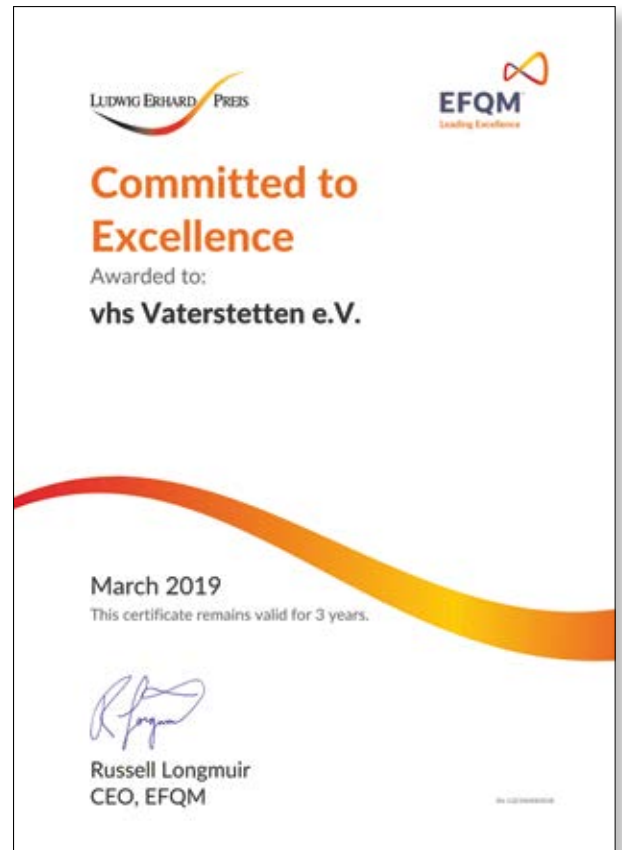 LUDWIG ERHARD PREIS
EFQM
Leading Excellence
Committed to
Excellence
Awarded to:
vhs Vaterstetten e.V.
March 2019
This certificate remains valid for 3 years.
Russell Longmuir
CEO, EFQM